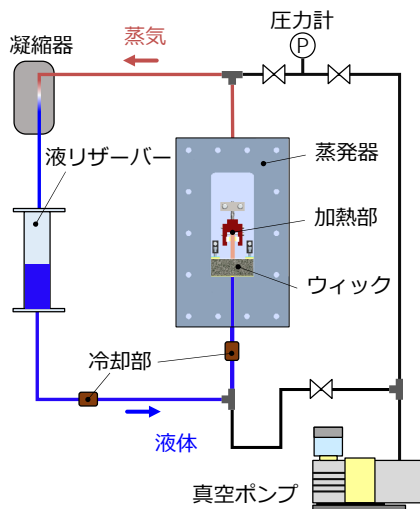 圧力計
凝縮器
蒸気
P
蒸発器
液リザーバー
加熱部
ウィック
冷却部
液体
真空ポンプ